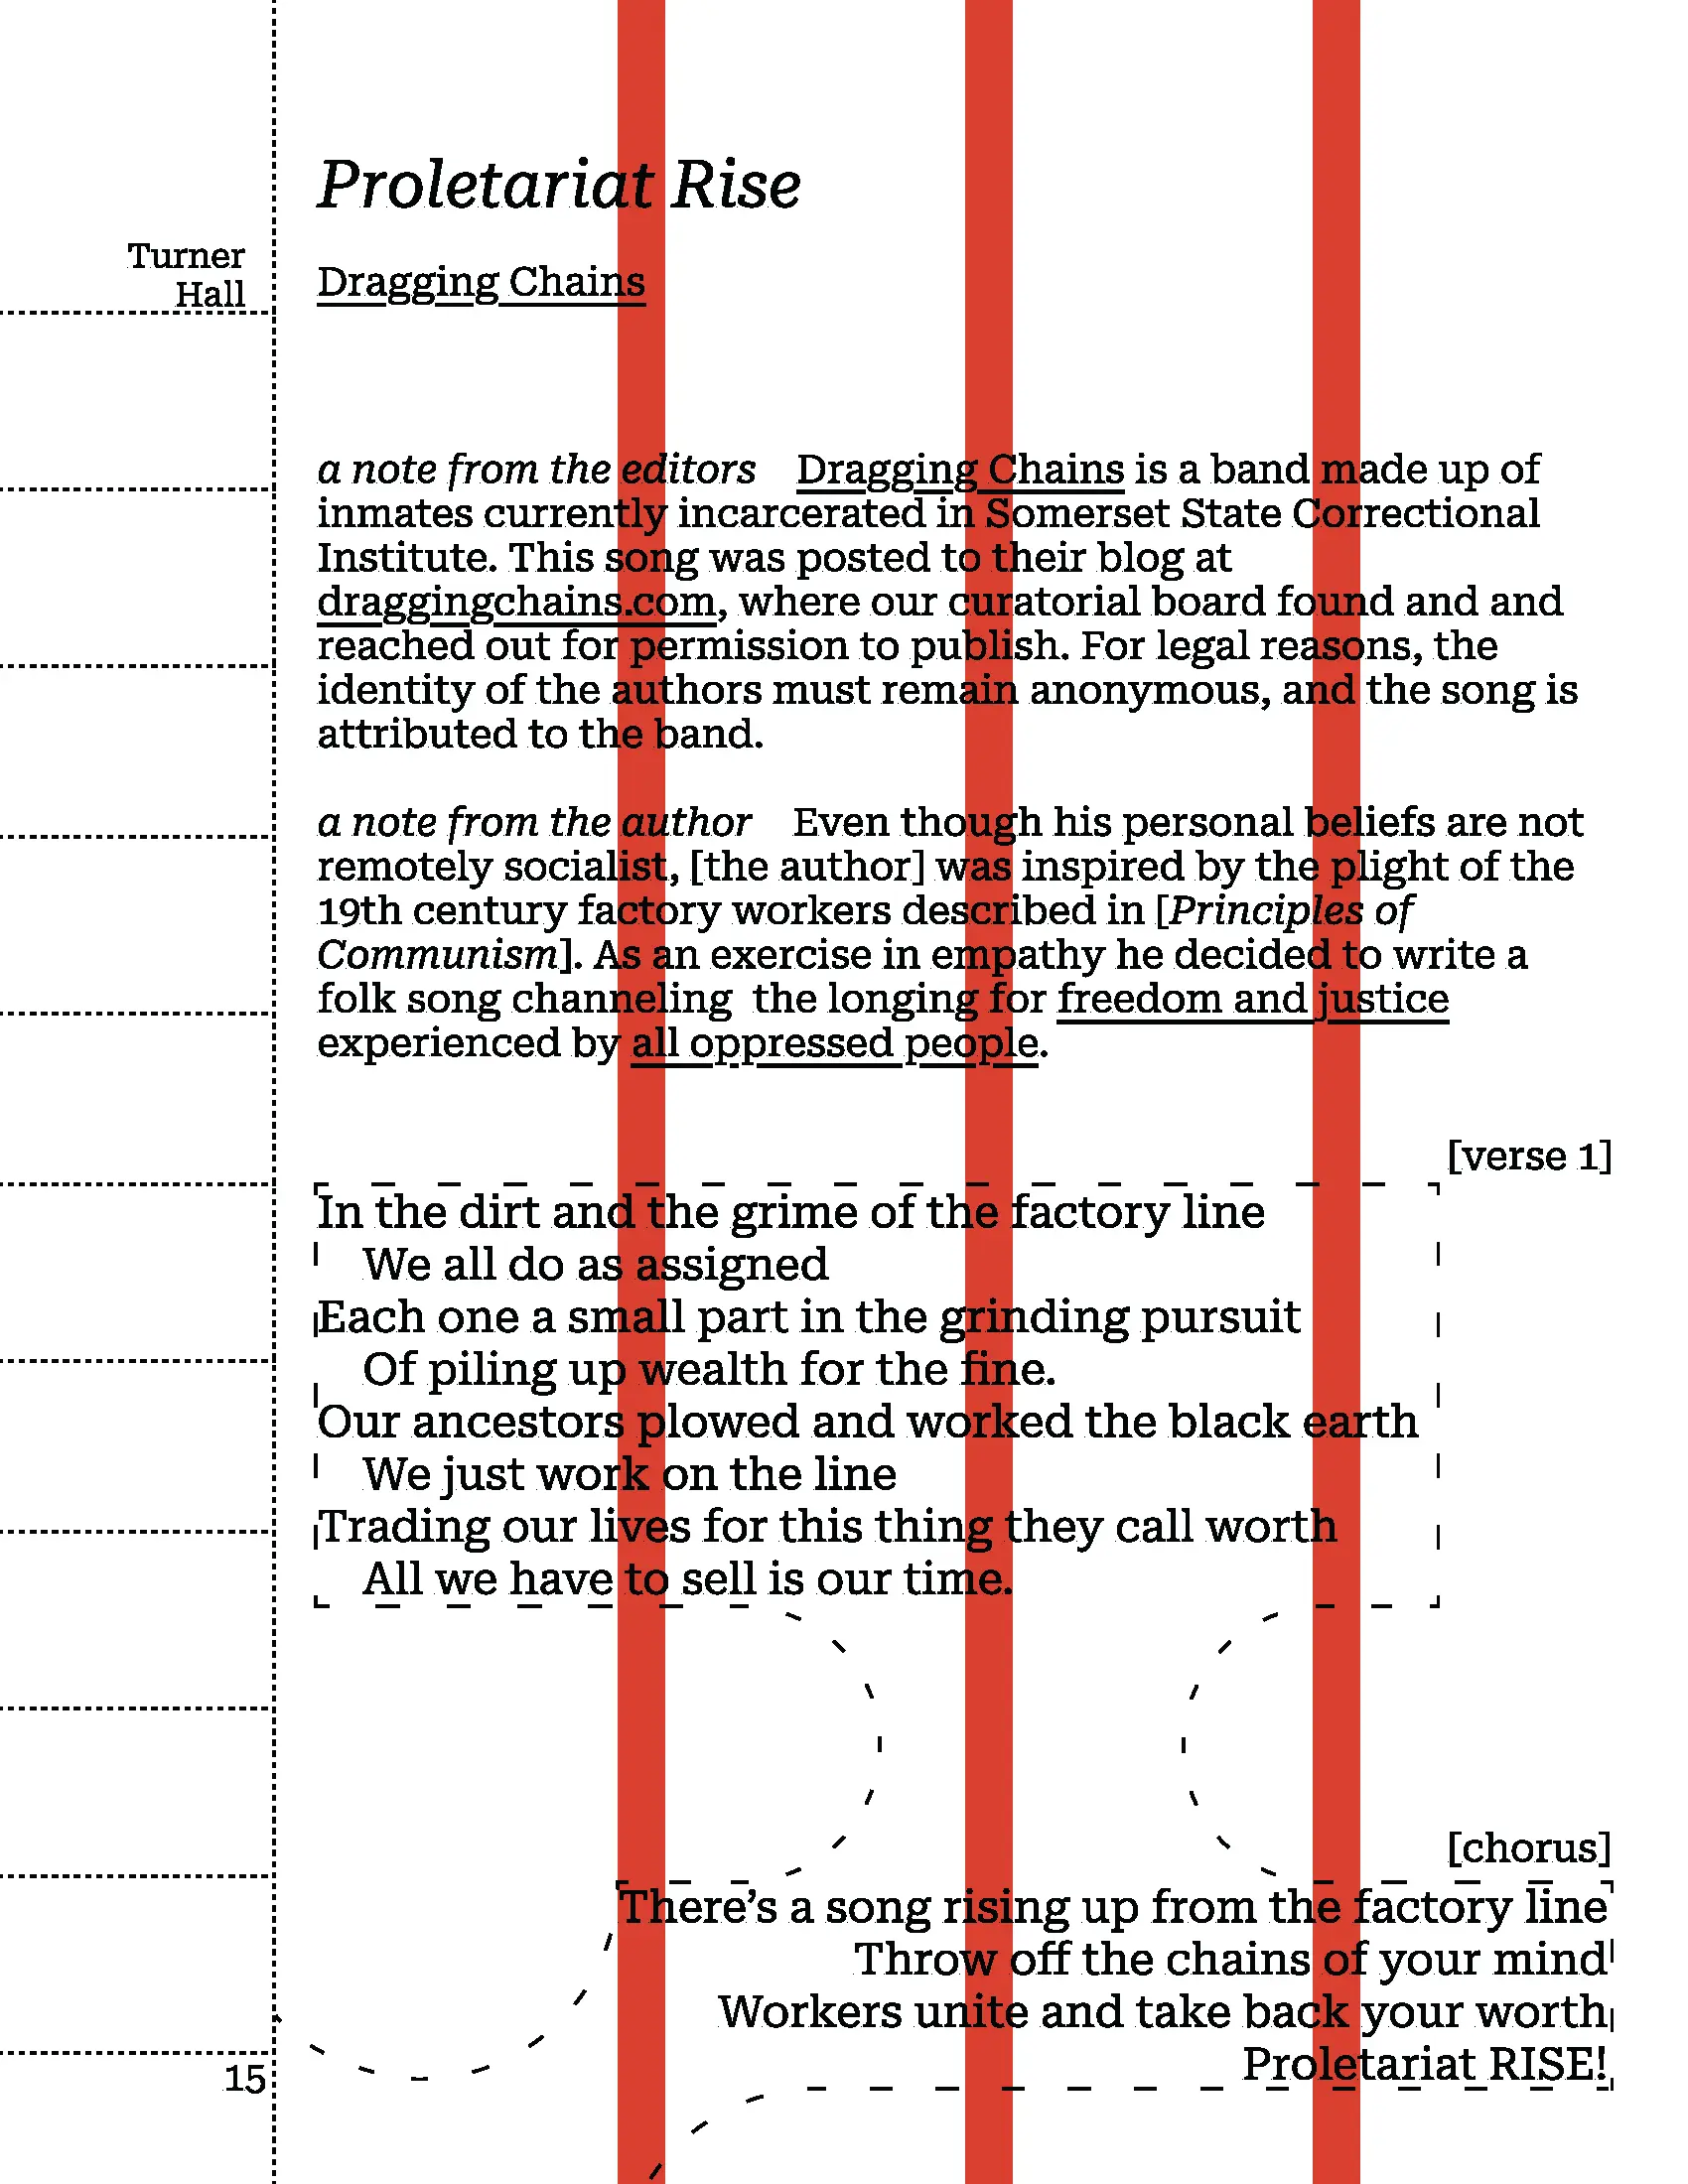 Proletariat Rise
Turner
Hall
Dragging Chains
a note from the editors Dragging Chains is a band made up of
inmates currently incarcerated in Somerset State Correctional
Institute. This song was posted to their blog at
draggingchains.com, where our curatorial board found and and
reached out for permission to publish. For legal reasons, the
identity of the authors must remain anonymous, and the song is
attributed to the band.
a note from the author Even though his personal beliefs are not
remotely socialist, [the author] was inspired by the plight of the
19th century factory workers described in [Principles of
Communism]. As an exercise in empathy he decided to write a
folk song channeling the longing for freedom and justice
experienced by all oppressed people.
[verse 1]
In the dirt and the grime of the factory line
We all do as assigned
Each one a small part in the grinding pursuit
Of piling up wealth for the fine.
Our ancestors plowed and worked the black earth
We just work on the line
Trading our lives for this thing they call worth
All we have to sell is our time.
[chorus]
There’s a song rising up from the factory line
Throw off the chains of your mind
Workers unite and take back your worth
Proletariat RISE!
15